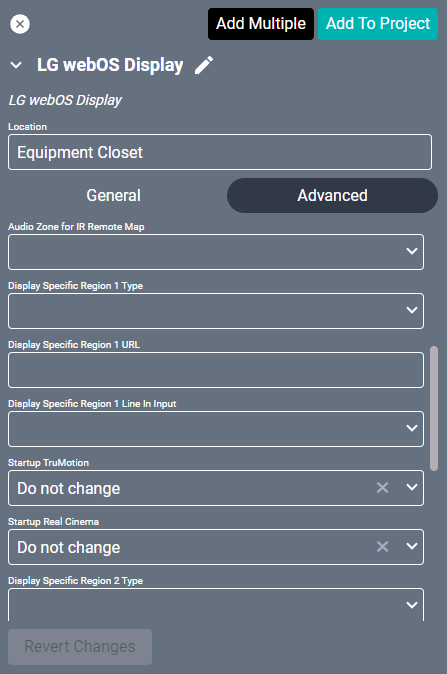 Add Multiple
Add To Project
LG webOS Display
LG webOS Display
Location
Equipment Closet
General
Advanced
Audio Zone for IR Remote Map
Display Specific Region 1 Type
Display Specific Region 1 URL
Display Specific Region 1 Line In Input
Startup TruMotion
Do not change
Startup Real Cinema
Do not change
Display Specific Region 2 Type
Revert Changes